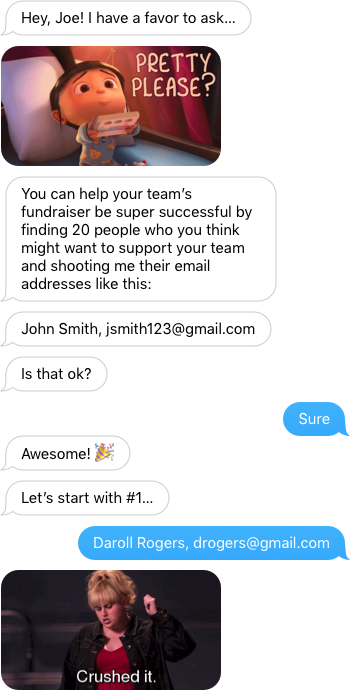 Hey, Joe! I have a favor to ask...
PRETTY
PLEASE?
You can help your team's
fundraiser be super successful by
finding 20 people who you think
might want to support your team
and shooting me their email
addresses like this:
John Smith, jsmith123@gmail.com
Is that ok?
Sure
Awesome! 🎉
Let's start with #1...
Daroll Rogers, drogers@gmail.com
Crushed it.